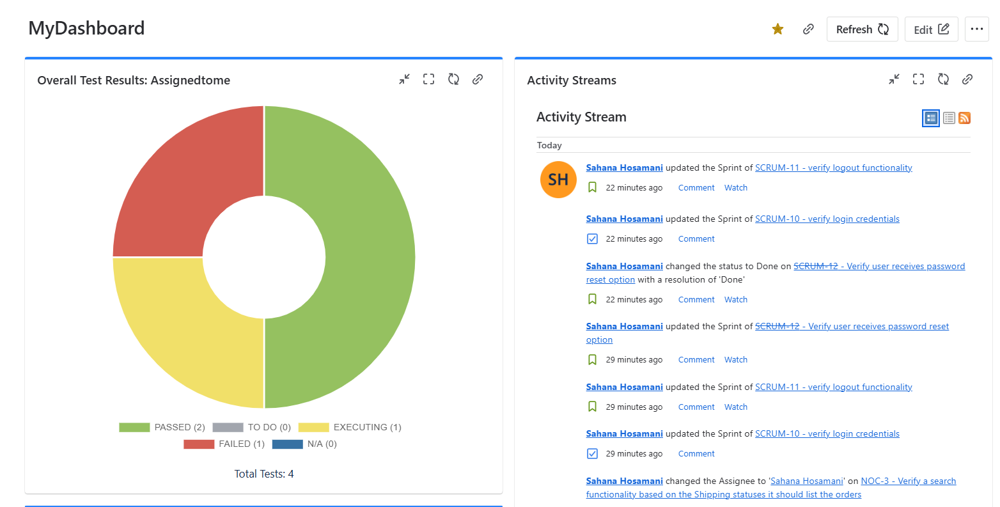 MyDashboard
Refresh
Edit
Overall Test Results: Assignedtome
PASSED (2) TO DO (0) EXECUTING (1)
FAILED (1) N/A (0)
Total Tests: 4
Activity Streams
Activity Stream
Today
SH
Sahana Hosamani updated the Sprint of SCRUM-11 - verify logout functionality
22 minutes ago Comment Watch
Sahana Hosamani updated the Sprint of SCRUM-10 - verify login credentials
22 minutes ago Comment
Sahana Hosamani changed the status to Done on SCRUM-12 - Verify user receives password
reset option with a resolution of 'Done'
22 minutes ago Comment Watch
Sahana Hosamani updated the Sprint of SCRUM-12 - Verify user receives password reset
option
29 minutes ago Comment Watch
Sahana Hosamani updated the Sprint of SCRUM-11 - verify logout functionality
29 minutes ago Comment Watch
Sahana Hosamani updated the Sprint of SCRUM-10 - verify login credentials
29 minutes ago Comment
Sahana Hosamani changed the Assignee to 'Sahana Hosamani' on NOC-3 - Verify a search
functionality based on the Shipping statuses it should list the orders